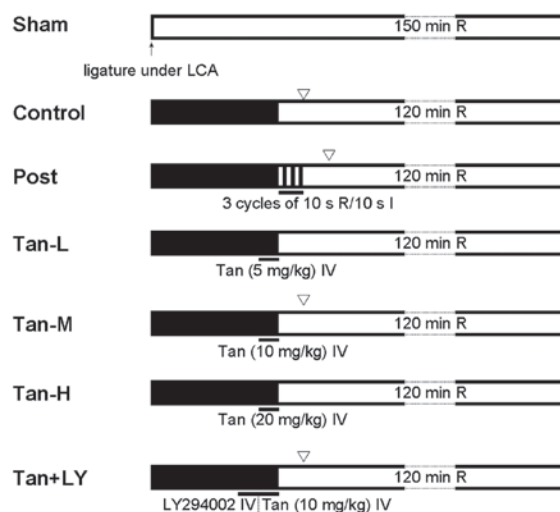 Sham 150 min R
ligature under LCA
Control 120 min R
Post 120 min R
3 cycles of 10 s R/10 s I
Tan-L 120 min R
Tan (5 mg/kg) IV
Tan-M 120 min R
Tan (10 mg/kg) IV
Tan-H 120 min R
Tan (20 mg/kg) IV
Tan+LY 120 min R
LY294002 IV Tan (10 mg/kg) IV